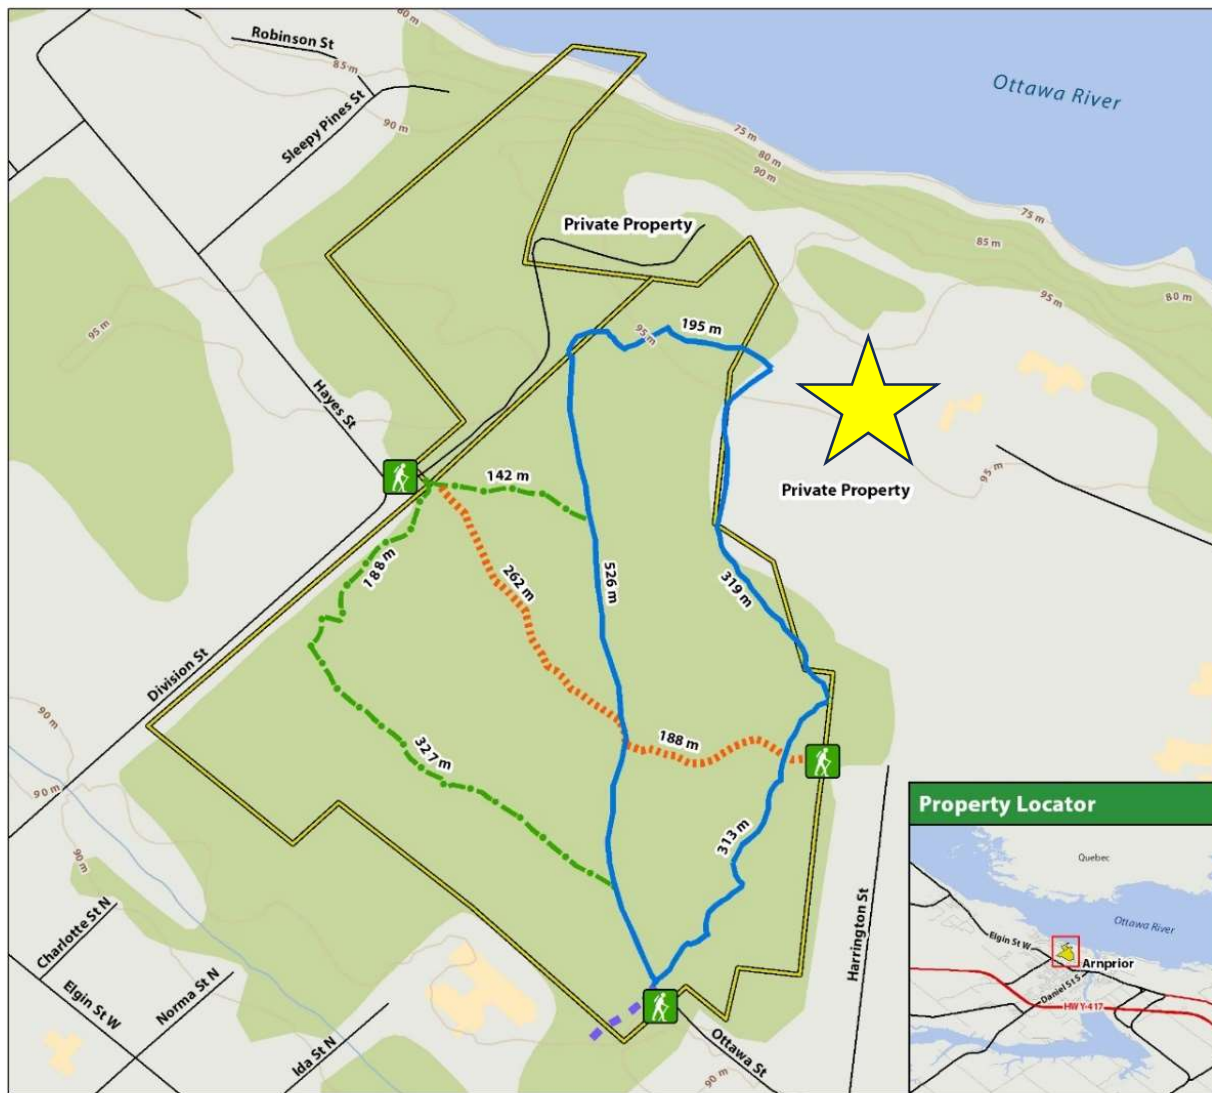 80 m
Robinson St
85 m
Sleepy Pines St
90 m
Ottawa River
75 m
80 m
90 m
Private Property
75 m
85 m
95 m
80 m
95 m
95 m
195 m
Hayes St
142 m
Private Property
95 m
188 m
262 m
526 m
319 m
Division St
90 m
188 m
327 m
90 m
313 m
90 m
Property Locator
Quebec
Ottawa River
Elgin St W
Arnprior
Daniel St S
HWY-417
Charlotte St N
Harrington St
Elgin St W
Norma St N
Ida St N
Ottawa St
90 m